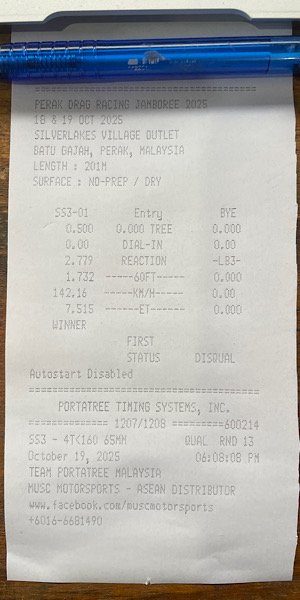 =====================================
PERAK DRAG RACING JAMBOREE 2025
18 & 19 OCT 2025
SILVERLAKES VILLAGE OUTLET
BATU GAJAH, PERAK, MALAYSIA
LENGTH : 201M
SURFACE : NO-PREP / DRY
SS3-01 Entry BYE
0.500 0.000 TREE 0.000
0.00 DIAL-IN 0.00
2.779 REACTION -LB3-
1.732 -----60FT----- 0.000
142.16 -----KM/H----- 0.00
7.515 ------ET------ 0.000
WINNER
FIRST
STATUS DISQUAL
Autostart Disabled
=====================================
PORTATREE TIMING SYSTEMS, INC.
============= 1207/1208 =========600214
SS3 - 4T<160 65MM QUAL RND 13
October 19, 2025 06:08:08 PM
TEAM PORTATREE MALAYSIA
MUSC MOTORSPORTS - ASEAN DISTRIBUTOR
www.facebook.com/muscmotorsports
+6016-6681490